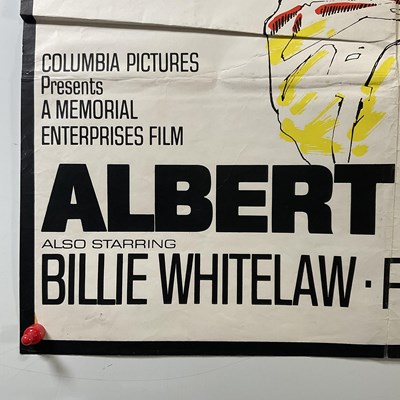 COLUMBIA PICTURES
Presents
A MEMORIAL
ENTERPRISES FILM
ALBERT
ALSO STARRING
BILLIE WHITELAW ·